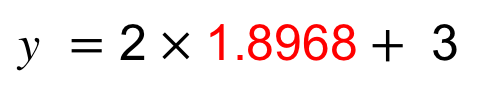 y = 2 × 1.8968 + 3